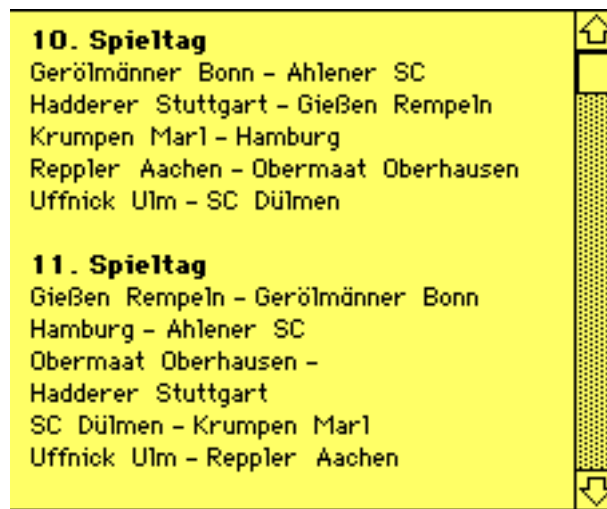 10. Spieltag
Gerölmänner Bonn – Ahlener SC
Hadderer Stuttgart – Gießen Rempeln
Krumpen Marl – Hamburg
Reppler Aachen – Obermaat Oberhausen
Uffnick Ulm – SC Dülmen
11. Spieltag
Gießen Rempeln – Gerölmänner Bonn
Hamburg – Ahlener SC
Obermaat Oberhausen –
Hadderer Stuttgart
SC Dülmen – Krumpen Marl
Uffnick Ulm – Reppler Aachen